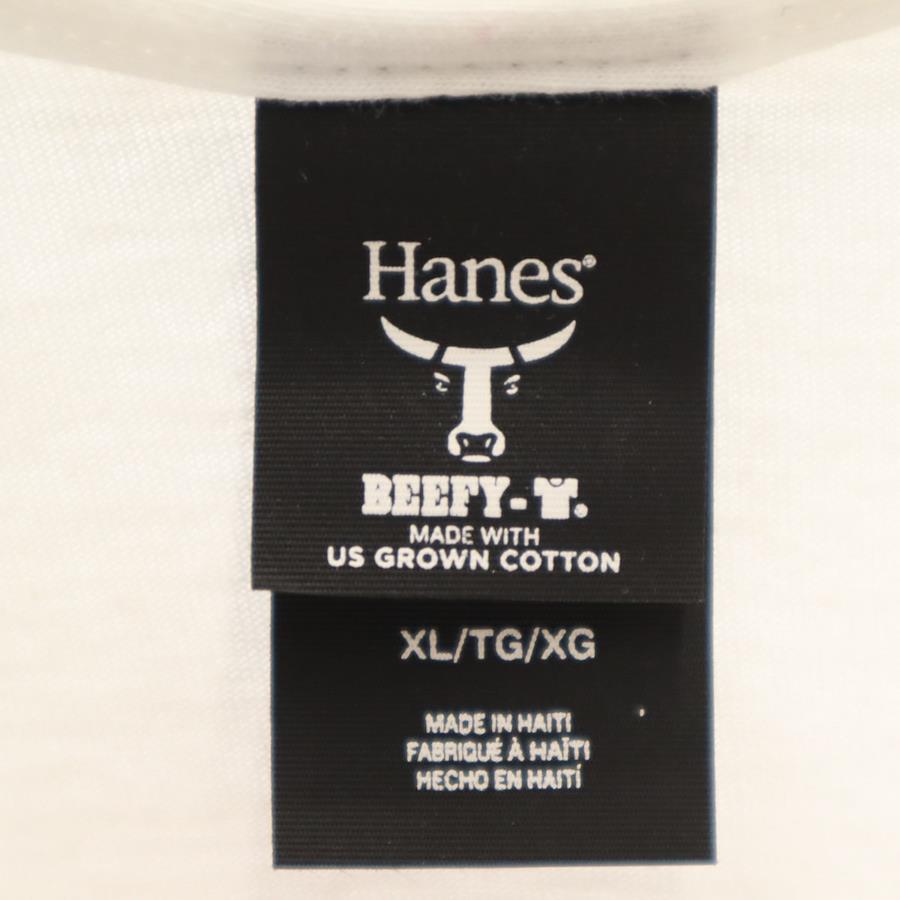 Hanes®
BEEFY-T®
MADE WITH
US GROWN COTTON
XL/TG/XG
MADE IN HAITI
FABRIQUÉ À HAÏTI
HECHO EN HAITÍ